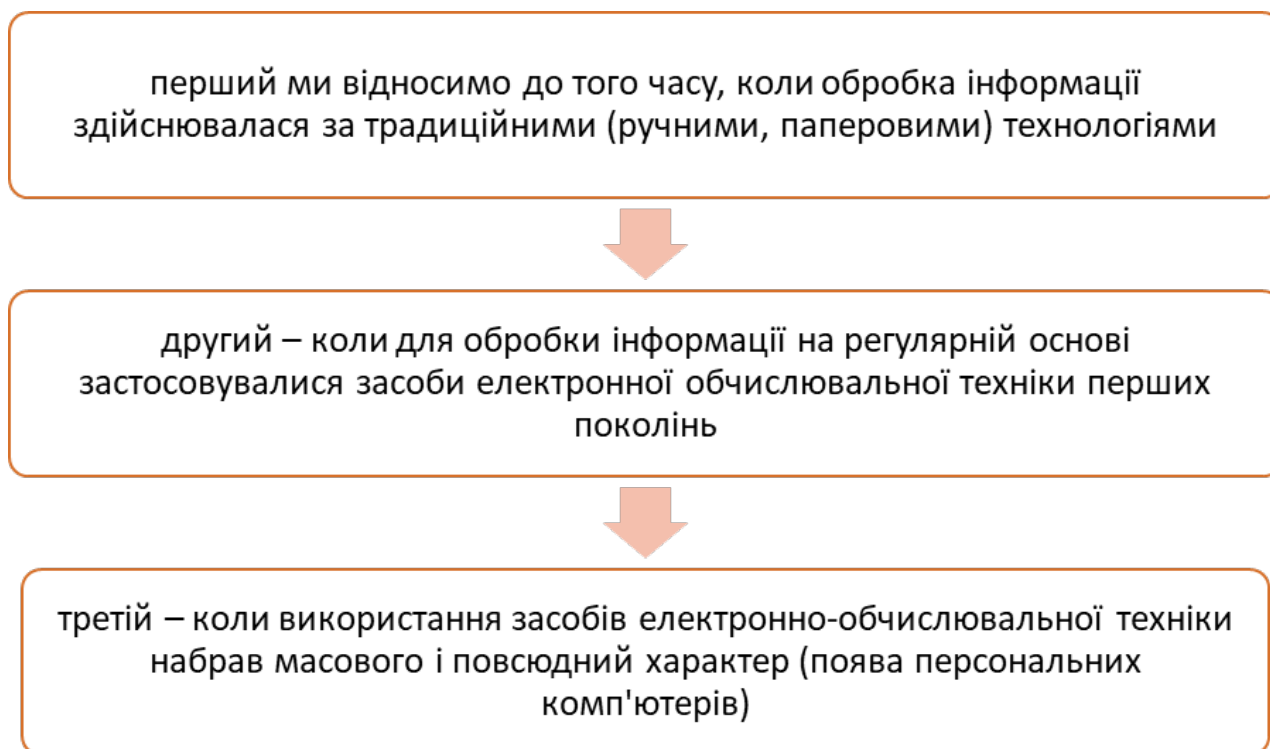 перший ми відносимо до того часу, коли обробка інформації
здійснювалася за традиційними (ручними, паперовими) технологіями
другий – коли для обробки інформації на регулярній основі
застосовувалися засоби електронної обчислювальної техніки перших
поколінь
третій – коли використання засобів електронно-обчислювальної техніки
набрав масового і повсюдний характер (поява персональних
комп'ютерів)